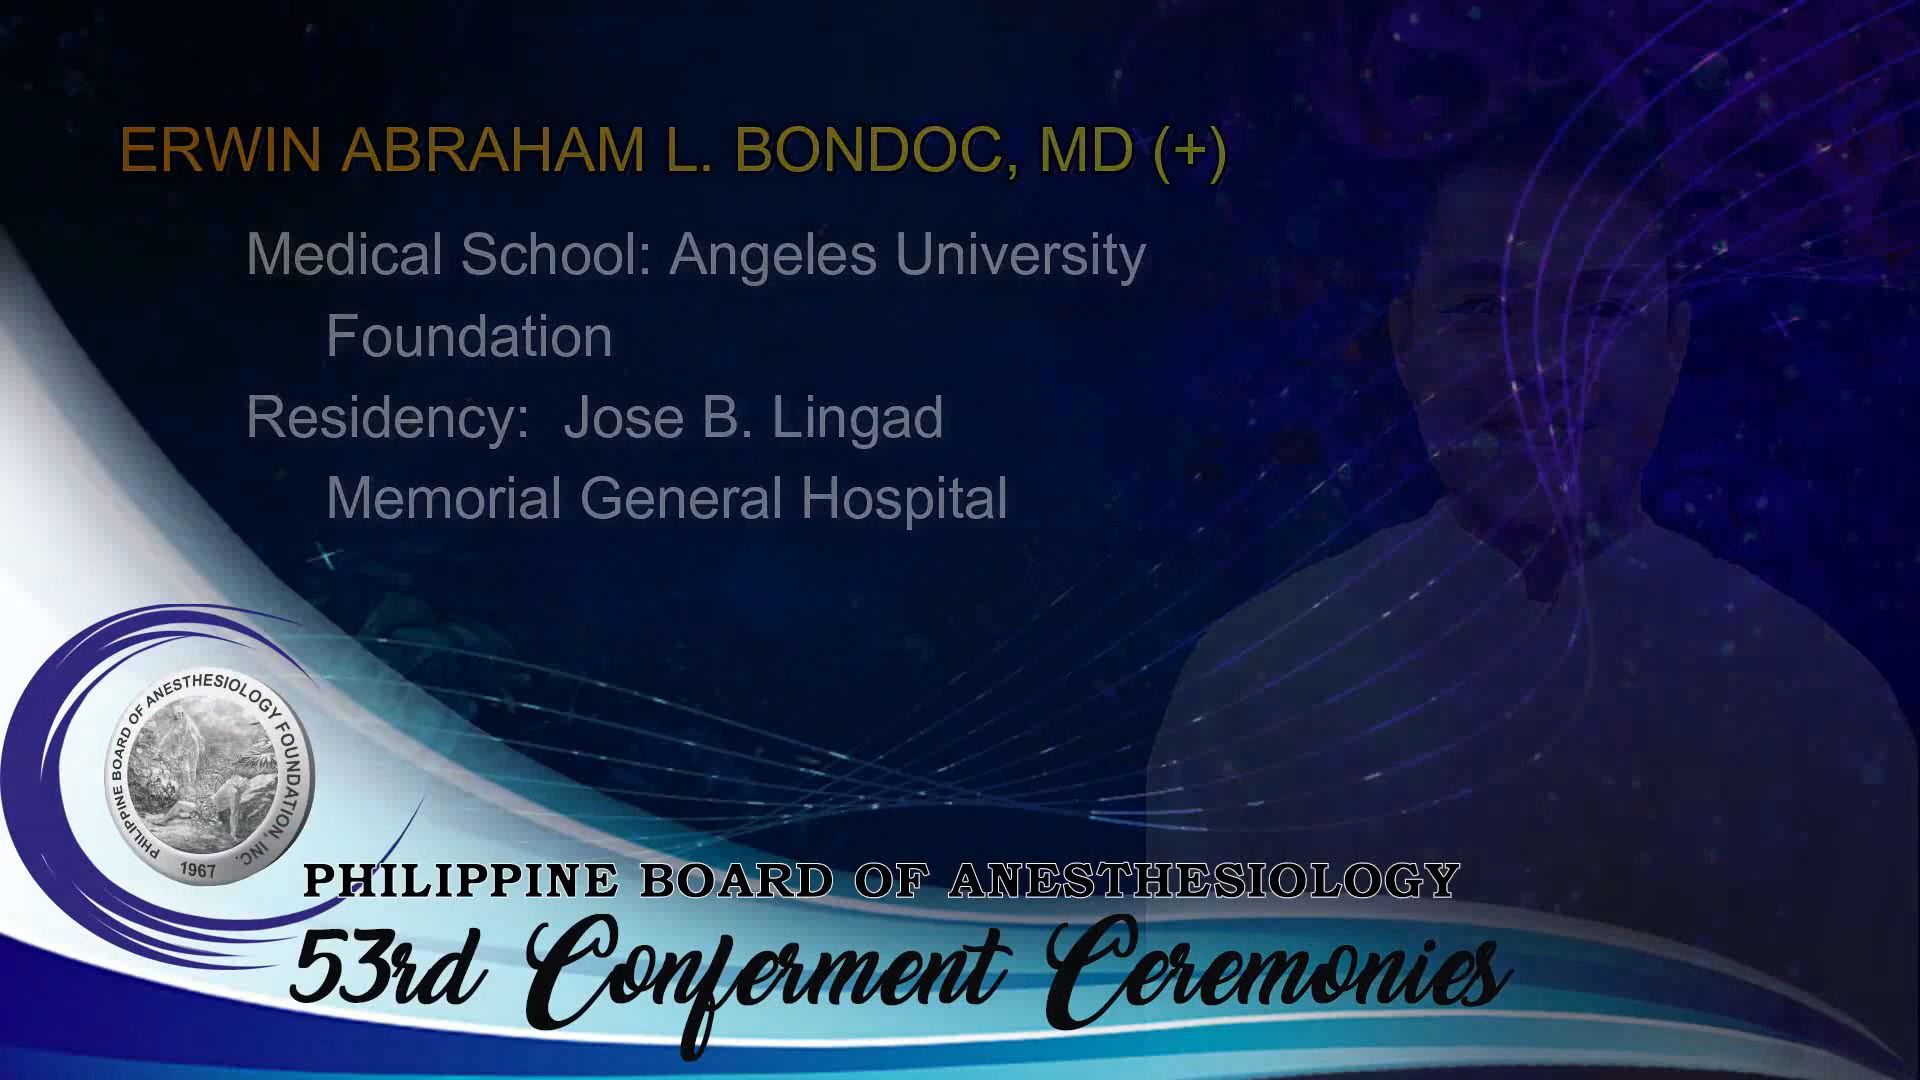 ERWIN ABRAHAM L. BONDOC, MD (+)
Medical School: Angeles University
Foundation
Residency: Jose B. Lingad
Memorial General Hospital
PHILIPPINE BOARD OF ANESTHESIOLOGY FOUNDATION, INC.
1967
PHILIPPINE BOARD OF ANESTHESIOLOGY
53rd Conferment Ceremonies